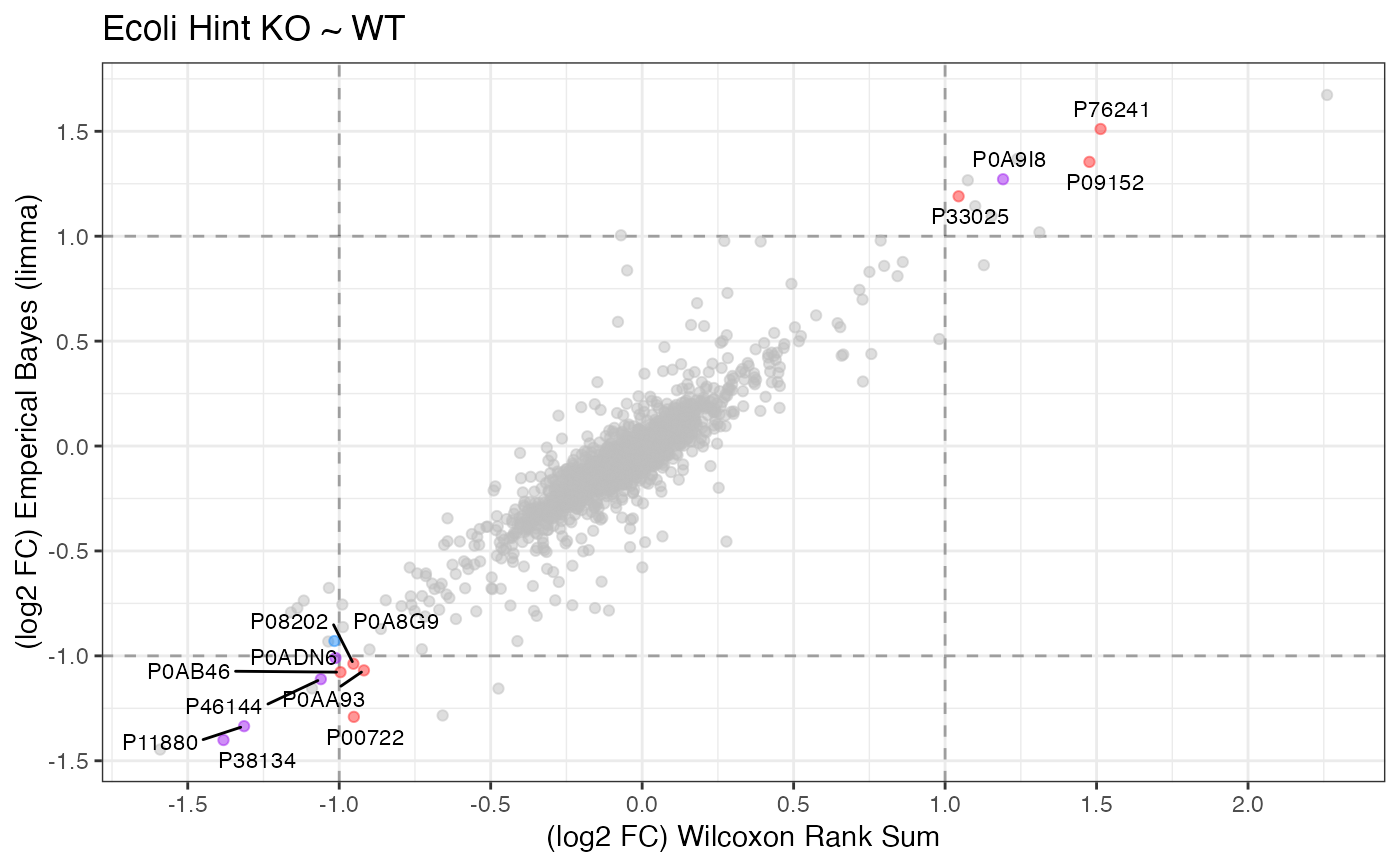 Ecoli Hint KO ~ WT
(log2 FC) Emperical Bayes (limma)
1.5
1.0
0.5
0.0
-0.5
-1.0
-1.5
P76241
P0A9I8
P09152
P33025
P08202
P0A8G9
P0ADN6
P0AB46
P0AA93
P46144
P00722
P11880
P38134
-1.5
-1.0
-0.5
0.0
0.5
1.0
1.5
2.0
(log2 FC) Wilcoxon Rank Sum